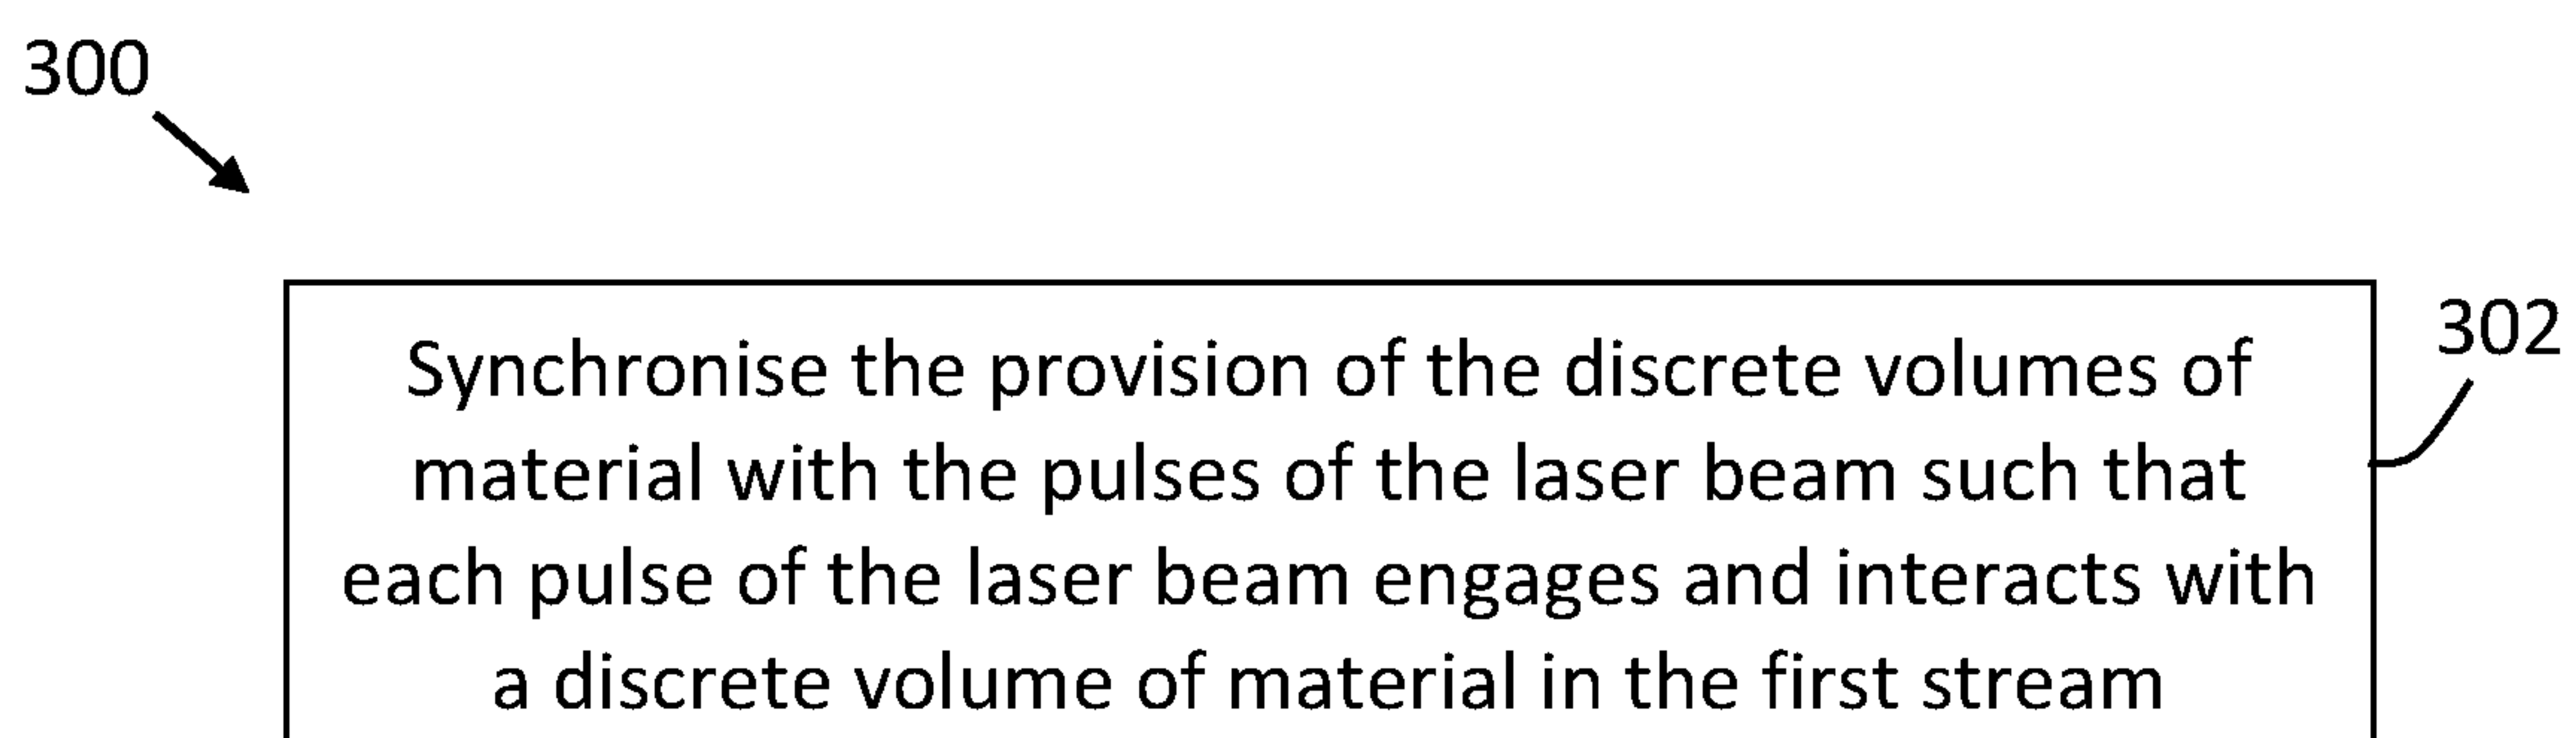 300
302
Synchronise the provision of the discrete volumes of
material with the pulses of the laser beam such that
each pulse of the laser beam engages and interacts with
a discrete volume of material in the first stream